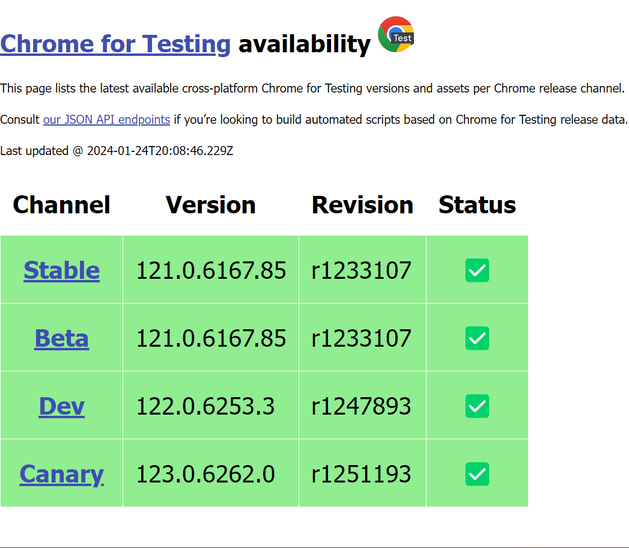 Chrome for Testing availability
Test
This page lists the latest available cross-platform Chrome for Testing versions and assets per Chrome release channel.
Consult our JSON API endpoints if you’re looking to build automated scripts based on Chrome for Testing release data.
Last updated @ 2024-01-24T20:08:46.229Z
Channel Version Revision Status
Stable 121.0.6167.85 r1233107 ✅
Beta 121.0.6167.85 r1233107 ✅
Dev 122.0.6253.3 r1247893 ✅
Canary 123.0.6262.0 r1251193 ✅